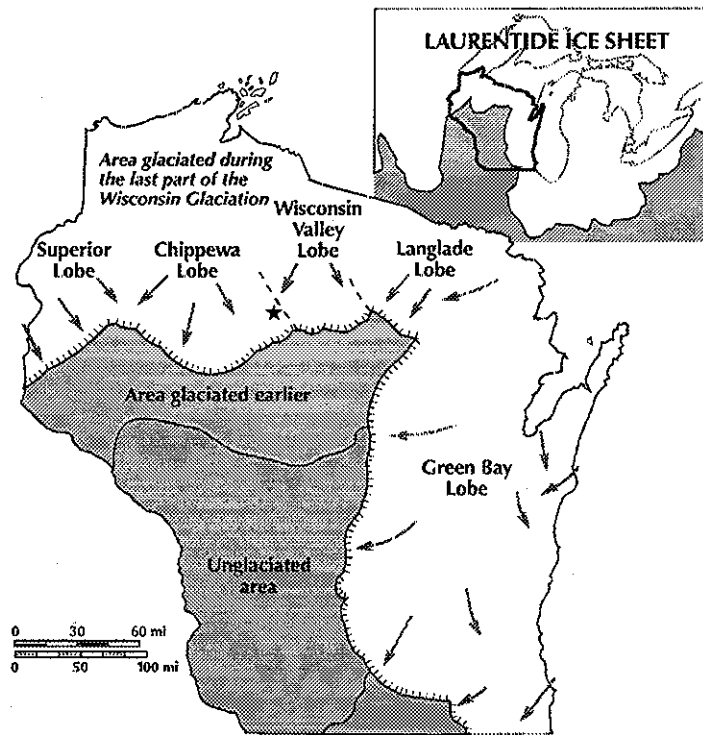 LAURENTIDE ICE SHEET
Area glaciated during
the last part of the
Wisconsin Glaciation
Superior
Lobe
Chippewa
Lobe
Wisconsin
Valley
Lobe
Langlade
Lobe
Area glaciated earlier
Green Bay
Lobe
Unglaciated
area
0 30 60 mi
0 50 100 mi